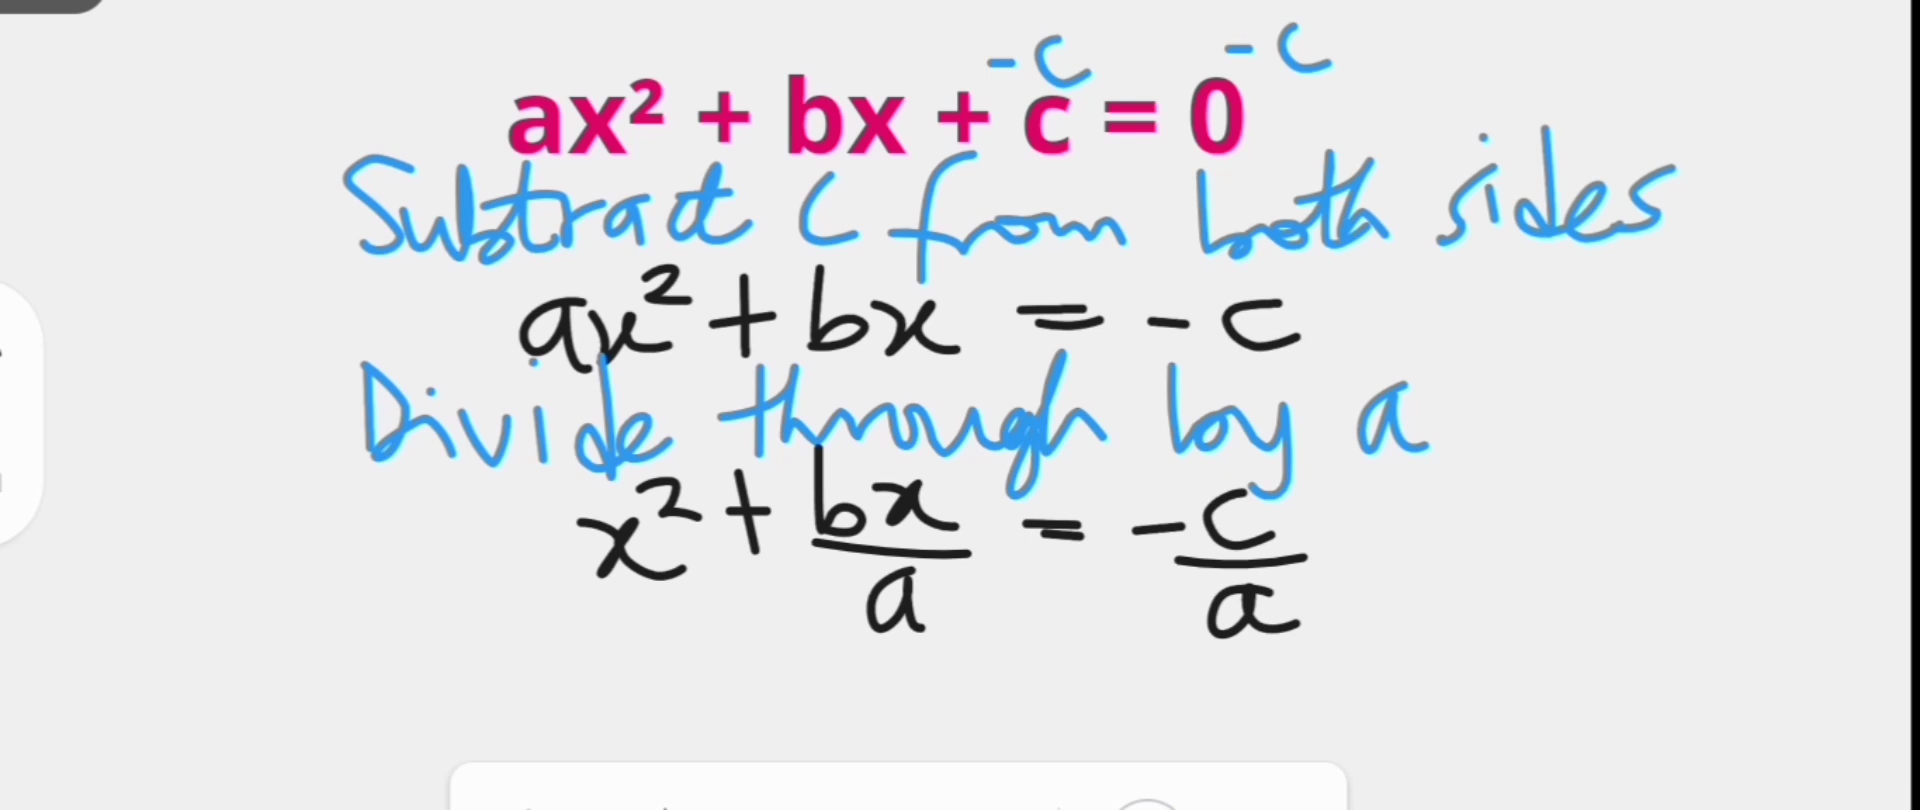 -c -c
ax² + bx + c = 0
Subtract C from both sides
ax² + bx = -c
Divide through by a
x² + bx/a = -c/a